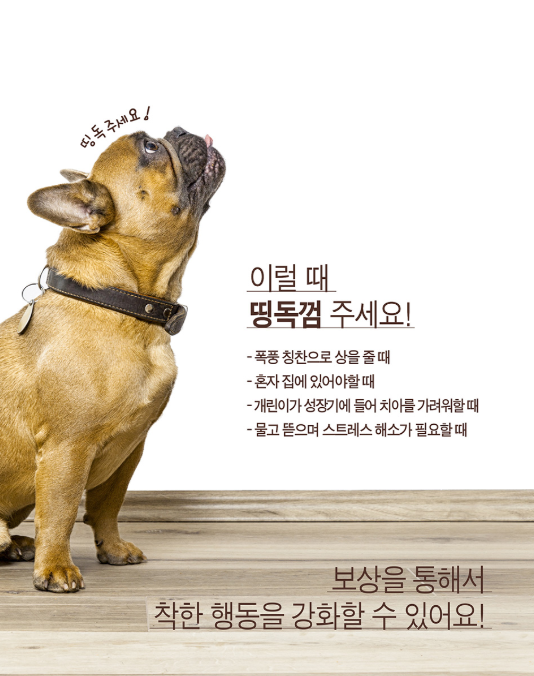 띵독 주세요!
이럴 때
띵독껌 주세요!
- 폭풍 칭찬으로 상을 줄 때
- 혼자 집에 있어야할 때
- 개린이가 성장기에 들어 치아를 가려워할 때
- 물고 뜯으며 스트레스 해소가 필요할 때
보상을 통해서
착한 행동을 강화할 수 있어요!